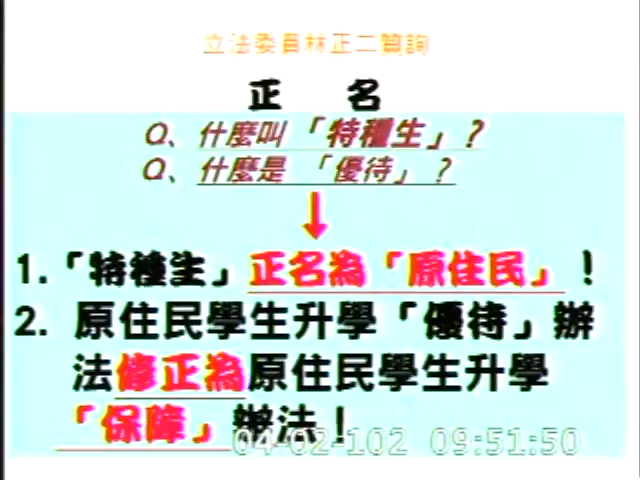 立法委員林正二質詢
正 名
Q、什麼叫「特種生」?
Q、什麼是 「優待」 ?
1.「特種生」正名為「原住民」!
2. 原住民學生升學「優待」辦
法修正為原住民學生升學
「保障」辦法!
04-02-102 09:51:50